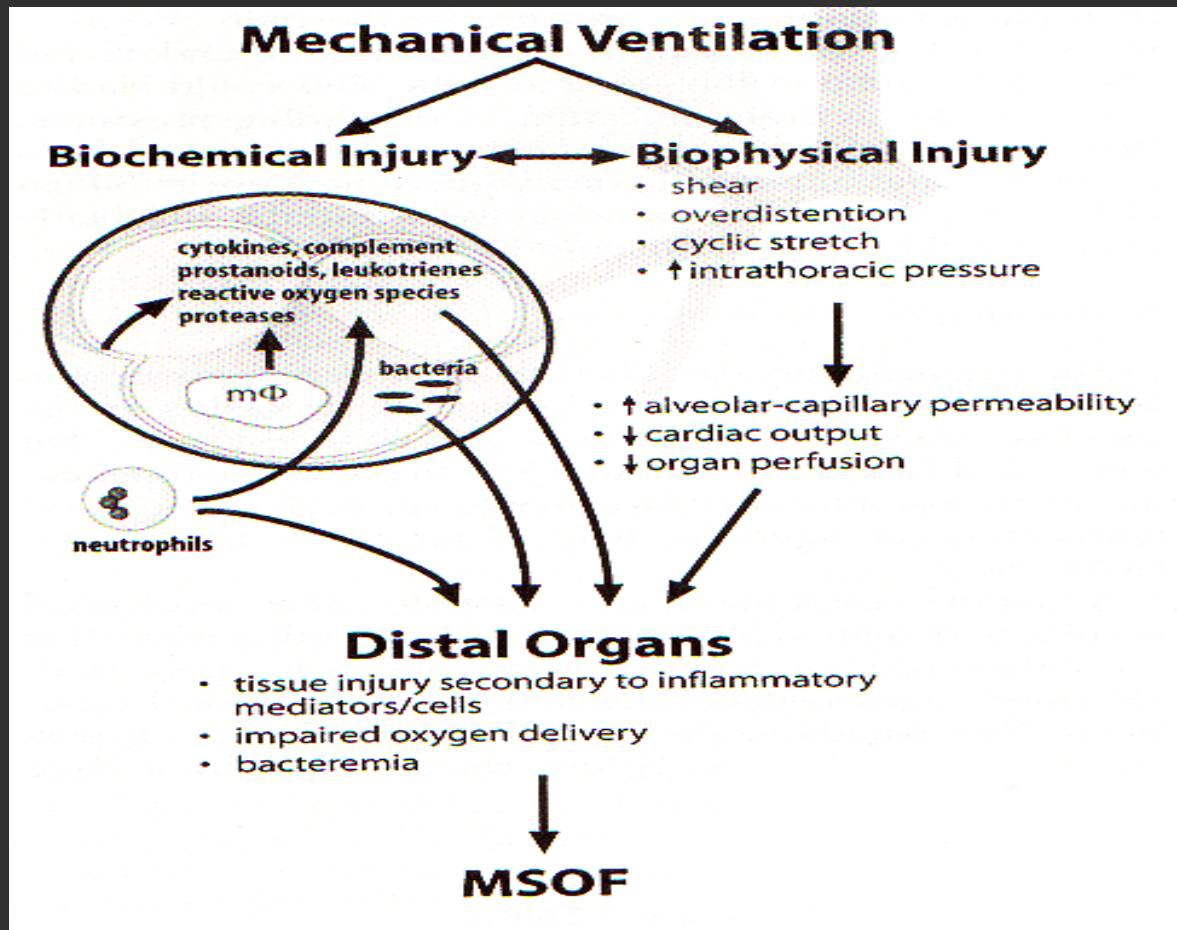 Mechanical Ventilation
Biochemical Injury
Biophysical Injury
• shear
• overdistention
• cyclic stretch
• ↑ intrathoracic pressure
cytokines, complement
prostanoids, leukotrienes
reactive oxygen species
proteases
mΦ
bacteria
neutrophils
• ↑ alveolar-capillary permeability
• ↓ cardiac output
• ↓ organ perfusion
Distal Organs
• tissue injury secondary to inflammatory
mediators/cells
• impaired oxygen delivery
• bacteremia
MSOF